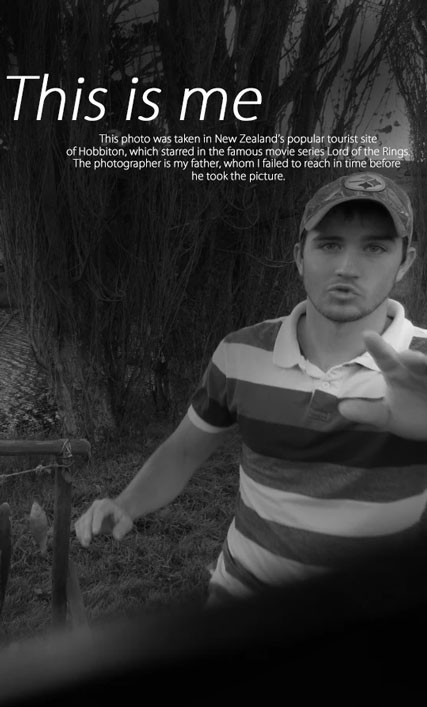 This is me
This photo was taken in New Zealand's popular tourist site
of Hobbiton, which starred in the famous movie series Lord of the Rings.
The photographer is my father, whom I failed to reach in time before
he took the picture.